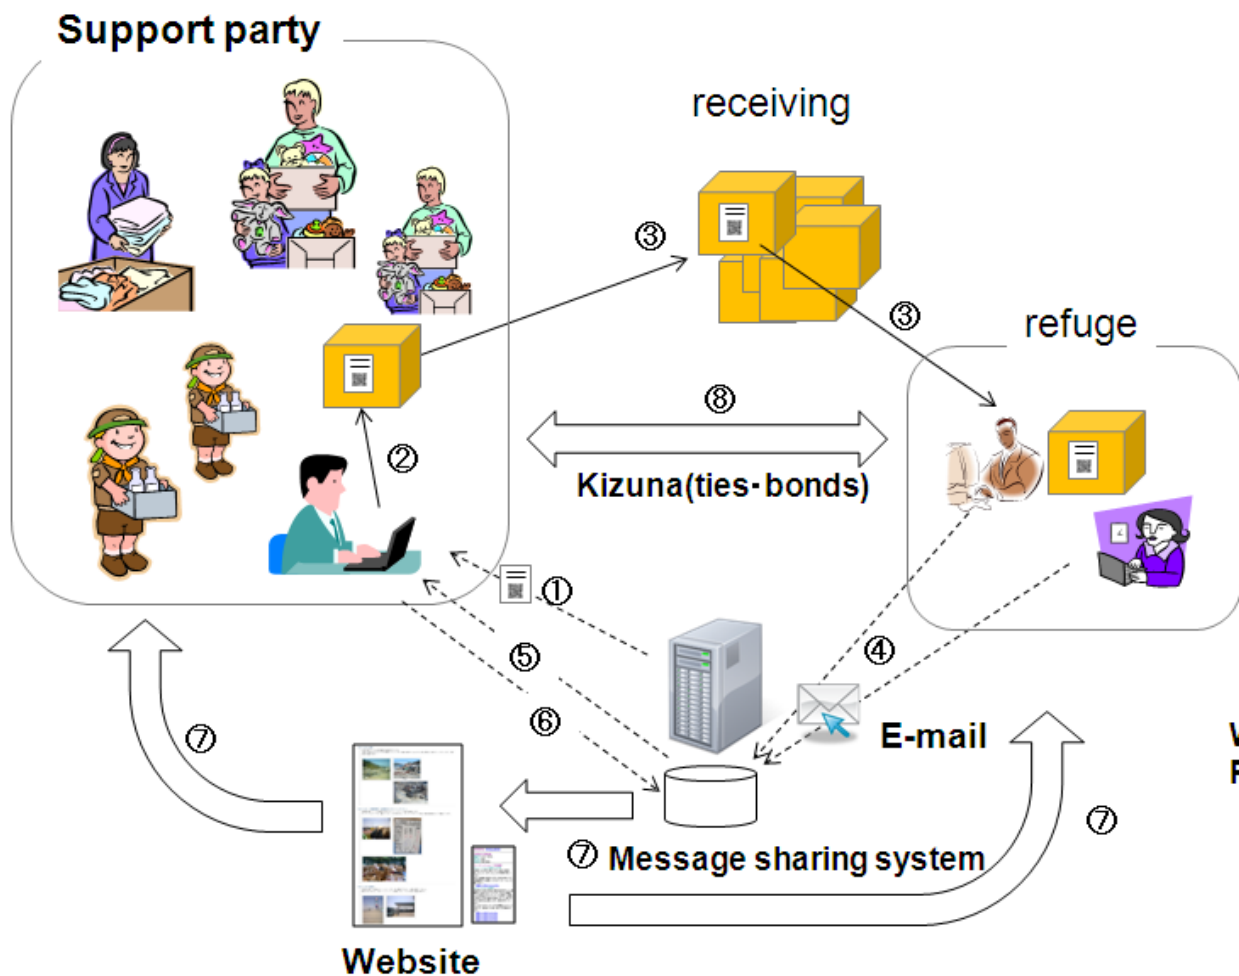 Support party
receiving
③
③
refuge
⑧
②
Kizuna(ties-bonds)
①
⑤
④
⑥
⑦
E-mail
⑦
⑦ Message sharing system
Website